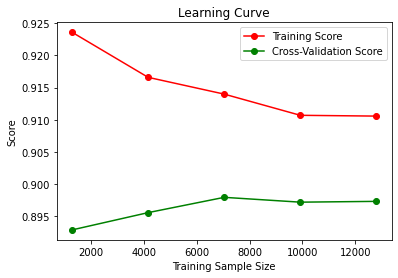 Learning Curve
0.925
0.920
0.915
0.910
0.905
0.900
0.895
Score
Training Score
Cross-Validation Score
2000 4000 6000 8000 10000 12000
Training Sample Size